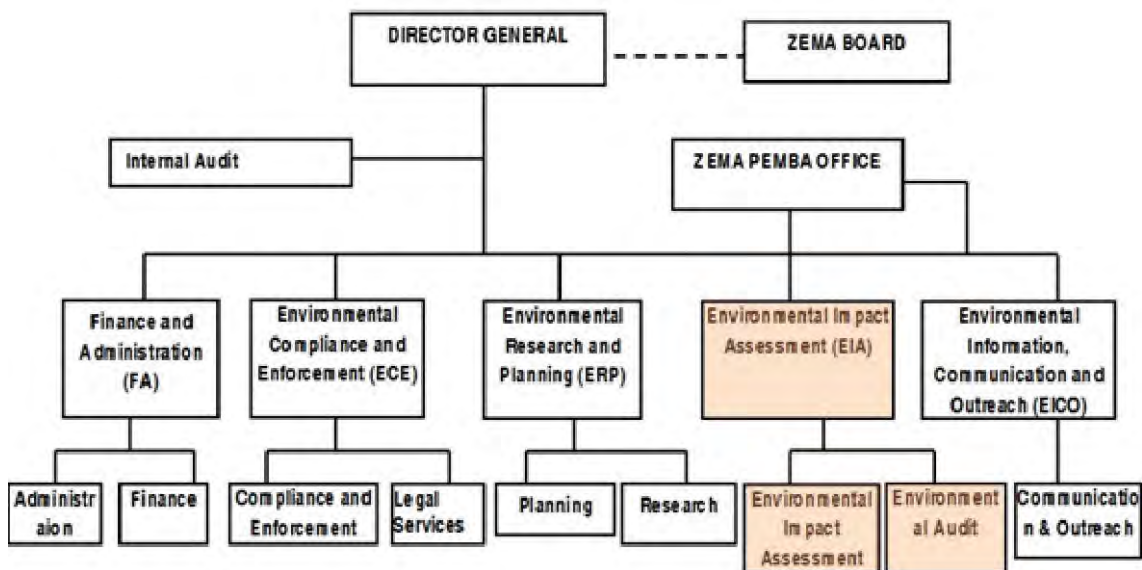 DIRECTOR GENERAL
ZEMA BOARD
Internal Audit
ZEMA PEMBA OFFICE
Finance and
Administration
(FA)
Environmental
Compliance and
Enforcement (ECE)
Environmental
Research and
Planning (ERP)
Environmental Impact
Assessment (EIA)
Environmental
Information,
Communication and
Outreach (EICO)
Administr
aion
Finance
Compliance and
Enforcement
Legal
Services
Planning
Research
Environmental
Impact
Assessment
Environment
al Audit
Communicatio
n & Outreach